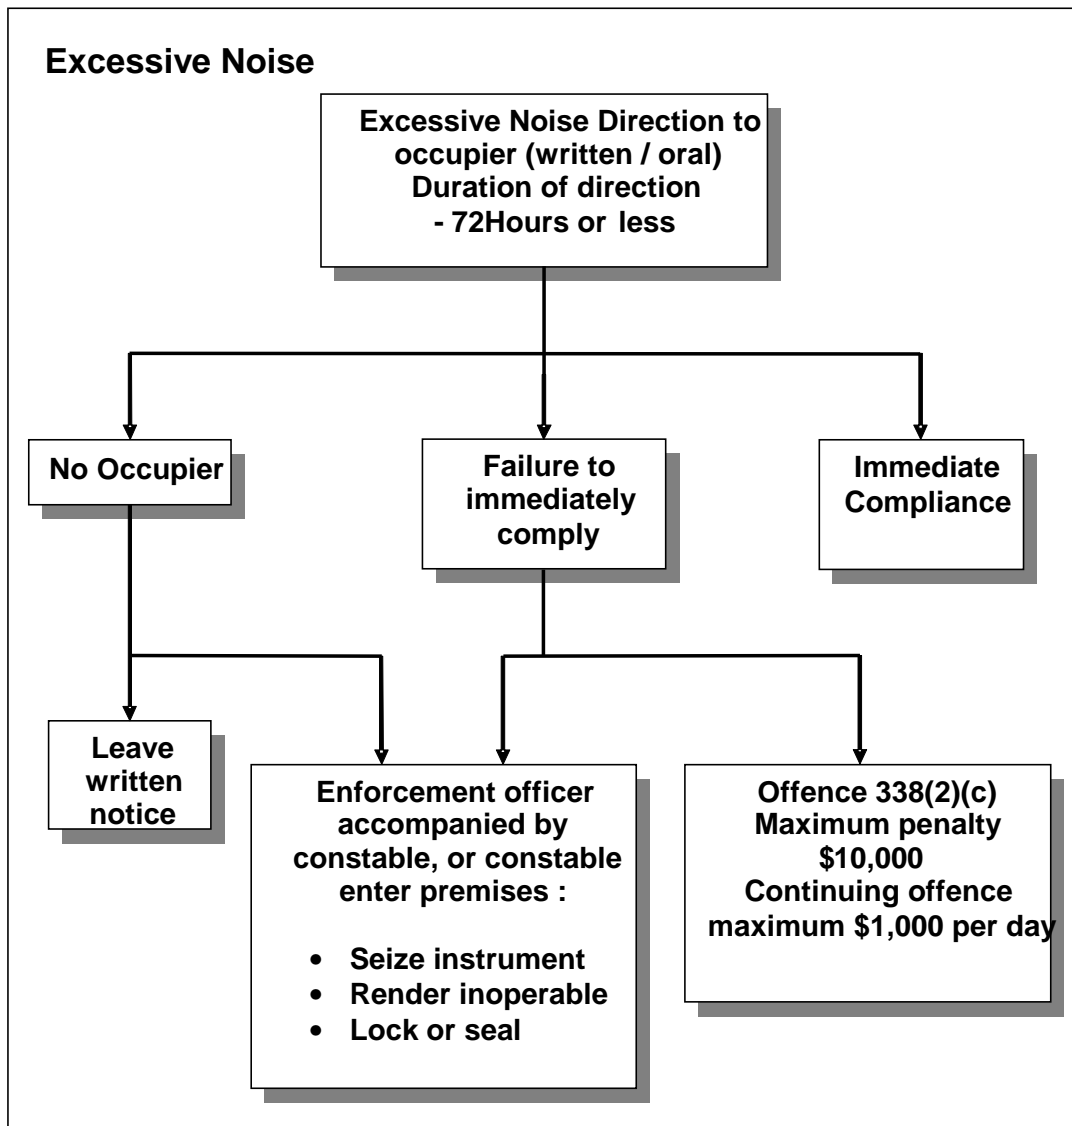 Excessive Noise
Excessive Noise Direction to
occupier (written / oral)
Duration of direction
- 72Hours or less
No Occupier
Failure to
immediately
comply
Immediate
Compliance
Leave
written
notice
Enforcement officer
accompanied by
constable, or constable
enter premises :
• Seize instrument
• Render inoperable
• Lock or seal
Offence 338(2)(c)
Maximum penalty
$10,000
Continuing offence
maximum $1,000 per day